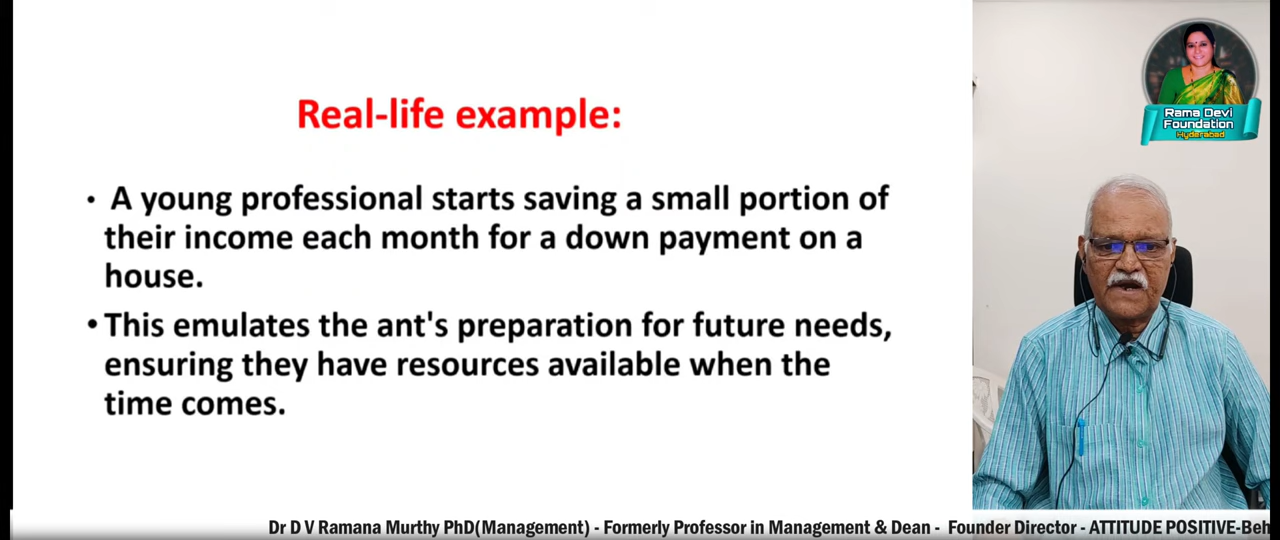 Real-life example:
• A young professional starts saving a small portion of
their income each month for a down payment on a
house.
• This emulates the ant's preparation for future needs,
ensuring they have resources available when the
time comes.
Rama Devi
Foundation
Hyderabad
Dr D V Ramana Murthy PhD(Management) - Formerly Professor in Management & Dean - Founder Director - ATTITUDE POSITIVE-Beh